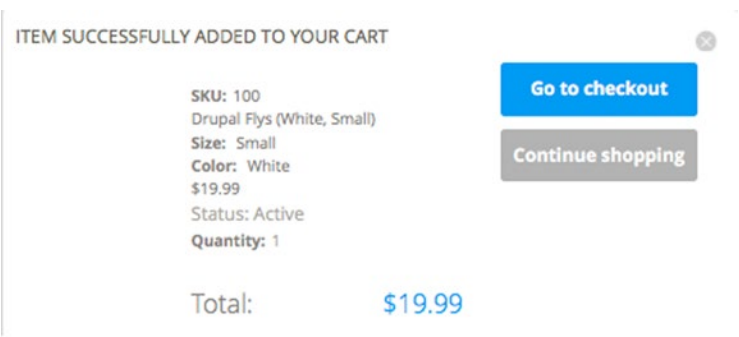 ITEM SUCCESSFULLY ADDED TO YOUR CART
Go to checkout
Continue shopping
SKU: 100
Drupal Flys (White, Small)
Size: Small
Color: White
$19.99
Status: Active
Quantity: 1
Total: $19.99